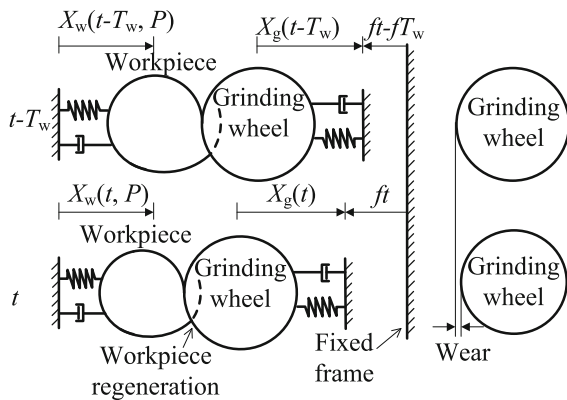 X_w(t-T_w, P)
X_g(t-T_w)
ft-fT_w
Workpiece
Grinding
wheel
Grinding
wheel
t-T_w
X_w(t, P)
X_g(t)
ft
Workpiece
Grinding
wheel
Grinding
wheel
t
Workpiece
regeneration
Fixed
frame
Wear